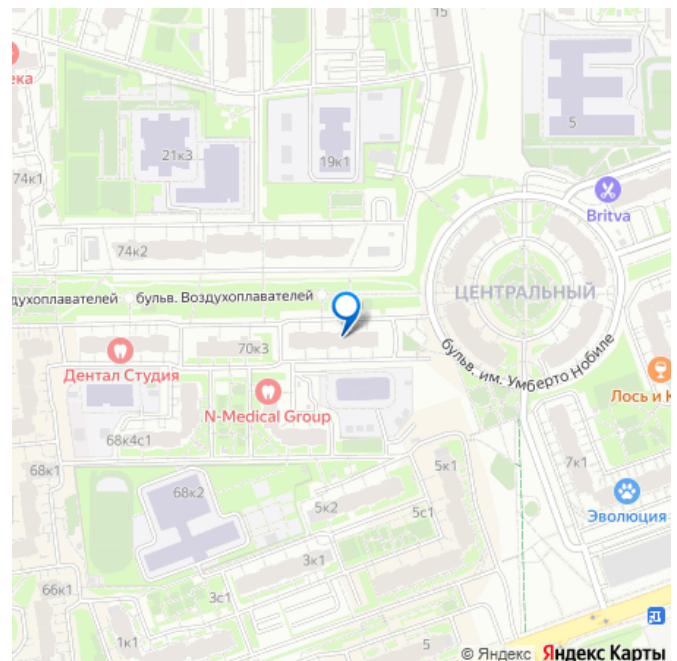 15
ека
5
21к3
19к1
74к1
Britva
74к2
ЦЕНТРАЛЬНЫЙ
духоплавателей
бульв. Воздухоплавателей
70к3
бульв. им. Умберто Нобиле
Дентал Студия
Лось и К
N-Medical Group
68к4с1
5к1
7к1
68к1
68к2
5к2
5с1
Эволюция
3к1
66к1
3с1
1к1
5
© Яндекс Яндекс Карты